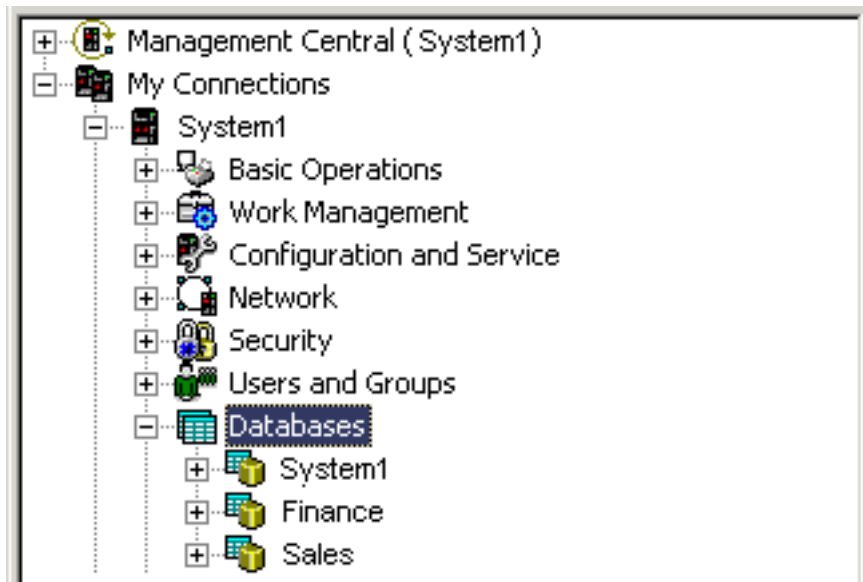 Management Central ( System1)
My Connections
System1
Basic Operations
Work Management
Configuration and Service
Network
Security
Users and Groups
Databases
System1
Finance
Sales